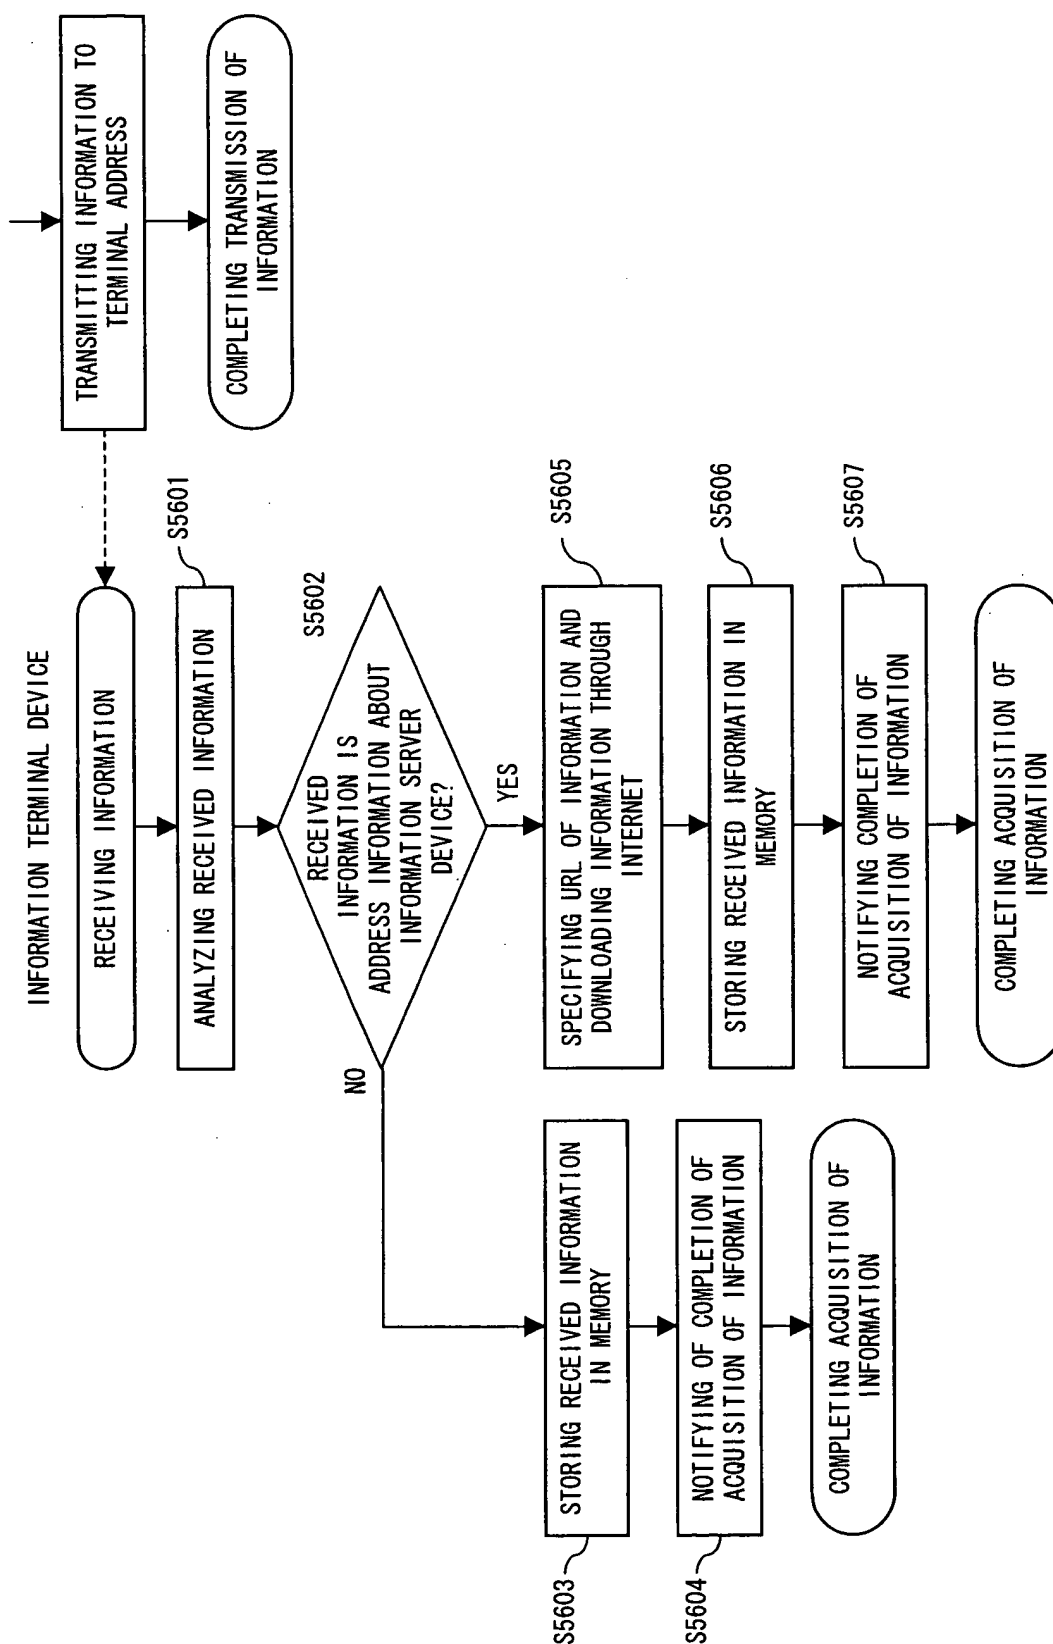 TRANSMITTING INFORMATION TO
TERMINAL ADDRESS
COMPLETING TRANSMISSION OF
INFORMATION
INFORMATION TERMINAL DEVICE
RECEIVING INFORMATION
S5601
ANALYZING RECEIVED INFORMATION
S5602
RECEIVED
INFORMATION IS
ADDRESS INFORMATION ABOUT
INFORMATION SERVER
DEVICE?
NO
YES
S5603
STORING RECEIVED INFORMATION
IN MEMORY
S5604
NOTIFYING OF COMPLETION OF
ACQUISITION OF INFORMATION
COMPLETING ACQUISITION OF
INFORMATION
S5605
SPECIFYING URL OF INFORMATION AND
DOWNLOADING INFORMATION THROUGH
INTERNET
S5606
STORING RECEIVED INFORMATION IN
MEMORY
S5607
NOTIFYING COMPLETION OF
ACQUISITION OF INFORMATION
COMPLETING ACQUISITION OF
INFORMATION